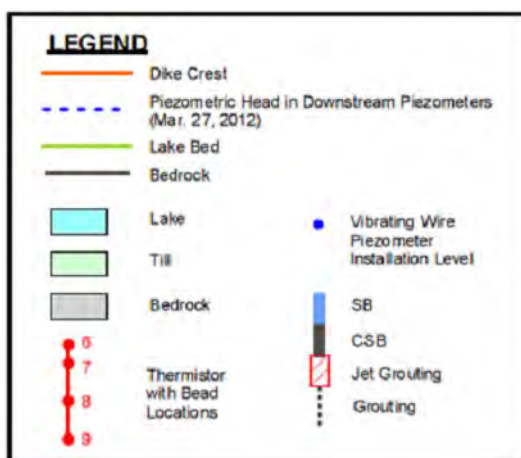 LEGEND
Dike Crest
Piezometric Head in Downstream Piezometers
(Mar. 27, 2012)
Lake Bed
Bedrock
Lake
Till
Bedrock
6
7
8
9
Thermistor
with Bead
Locations
Vibrating Wire
Piezometer
Installation Level
SB
CSB
Jet Grouting
Grouting